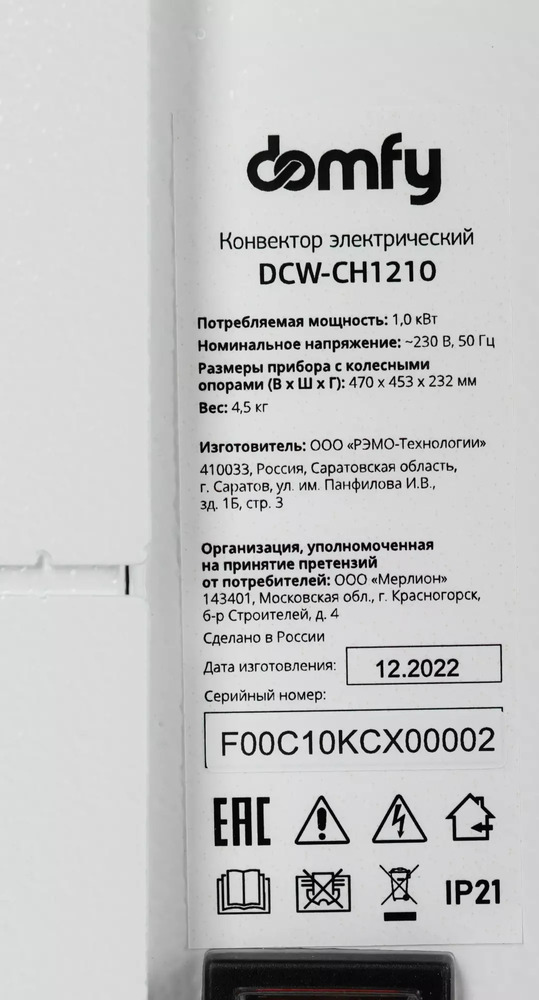 domfy
Конвектор электрический
DCW-CH1210
Потребляемая мощность: 1,0 кВт
Номинальное напряжение: ~230 В, 50 Гц
Размеры прибора с колесными
опорами (В х Ш х Г): 470 х 453 х 232 мм
Вес: 4,5 кг
Изготовитель: ООО «РЭМО-Технологии»
410033, Россия, Саратовская область,
г. Саратов, ул. им. Панфилова И.В.,
зд. 1Б, стр. 3
Организация, уполномоченная
на принятие претензий
от потребителей: ООО «Мерлион»
143401, Московская обл., г. Красногорск,
б-р Строителей, д. 4
Сделано в России
Дата изготовления: 12.2022
Серийный номер:
F00C10KCX00002
EAC
IP21